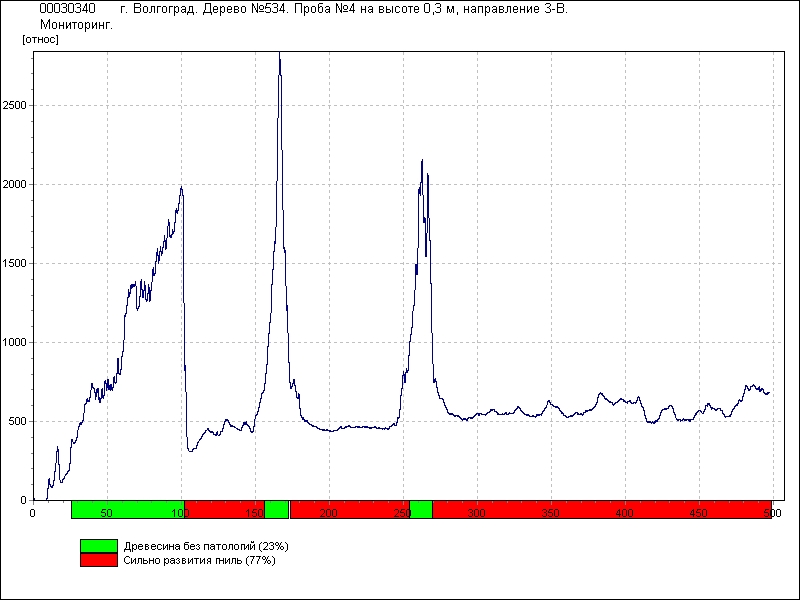 00030340 г. Волгоград. Дерево №534. Проба №4 на высоте 0,3 м, направление З-В.
Мониторинг.
[относ]
2500
2000
1500
1000
500
0
0 50 100 150 200 250 300 350 400 450 500
Древесина без патологий (23%)
Сильно развития гниль (77%)